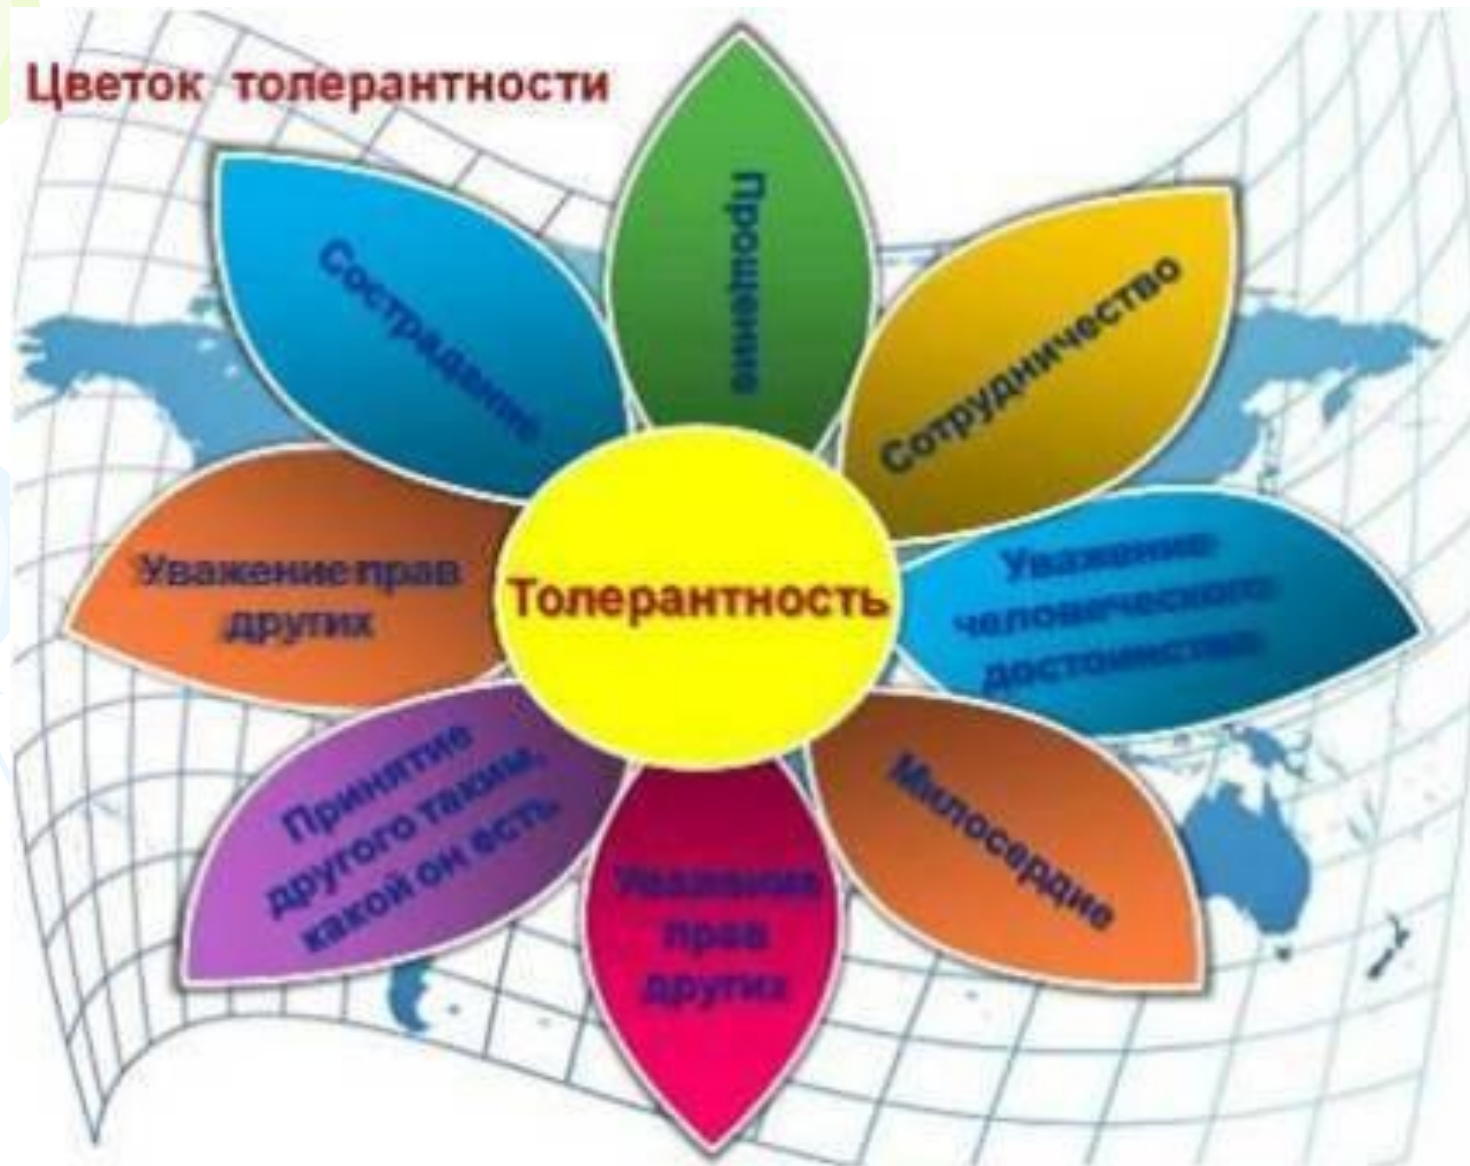 Цветок толерантности
Прощение
Сотрудничество
Уважение
человеческого
достоинства
Милосердие
Уважение
прав
других
Принятие
другого таким,
какой он есть
Уважение прав
других
Сострадание
Толерантность